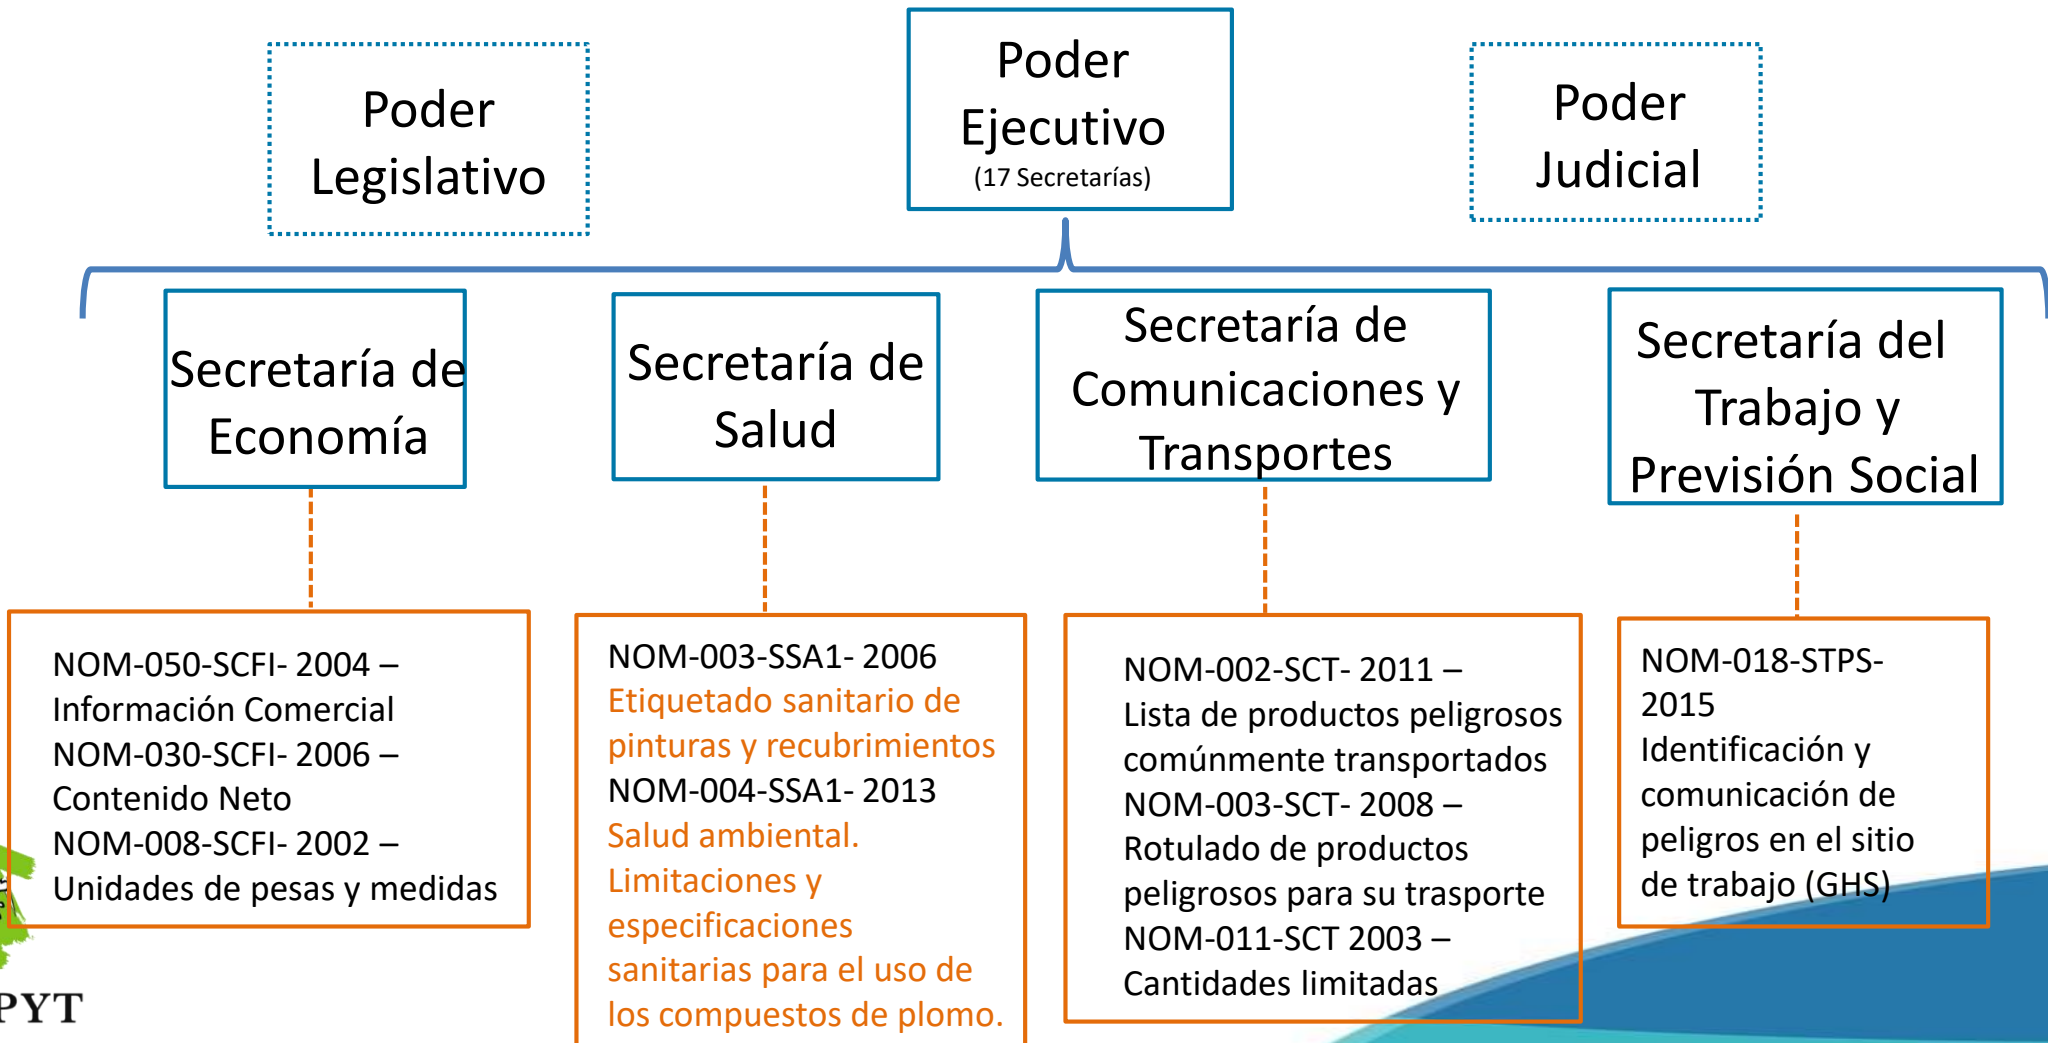 Poder
Legislativo
Poder
Ejecutivo
(17 Secretarías)
Poder
Judicial
Secretaría de
Economía
Secretaría de
Salud
Secretaría de
Comunicaciones y
Transportes
Secretaría del
Trabajo y
Previsión Social
NOM-050-SCFI- 2004 –
Información Comercial
NOM-030-SCFI- 2006 –
Contenido Neto
NOM-008-SCFI- 2002 –
Unidades de pesas y medidas
NOM-003-SSA1- 2006
Etiquetado sanitario de
pinturas y recubrimientos
NOM-004-SSA1- 2013
Salud ambiental.
Limitaciones y
especificaciones
sanitarias para el uso de
los compuestos de plomo.
NOM-002-SCT- 2011 –
Lista de productos peligrosos
comúnmente transportados
NOM-003-SCT- 2008 –
Rotulado de productos
peligrosos para su trasporte
NOM-011-SCT 2003 –
Cantidades limitadas
NOM-018-STPS-
2015
Identificación y
comunicación de
peligros en el sitio
de trabajo (GHS)
PYT